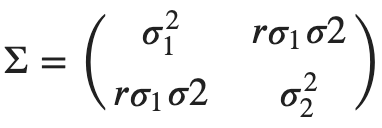 Σ = ( σ₁² rσ₁σ2
rσ₁σ2 σ₂² )